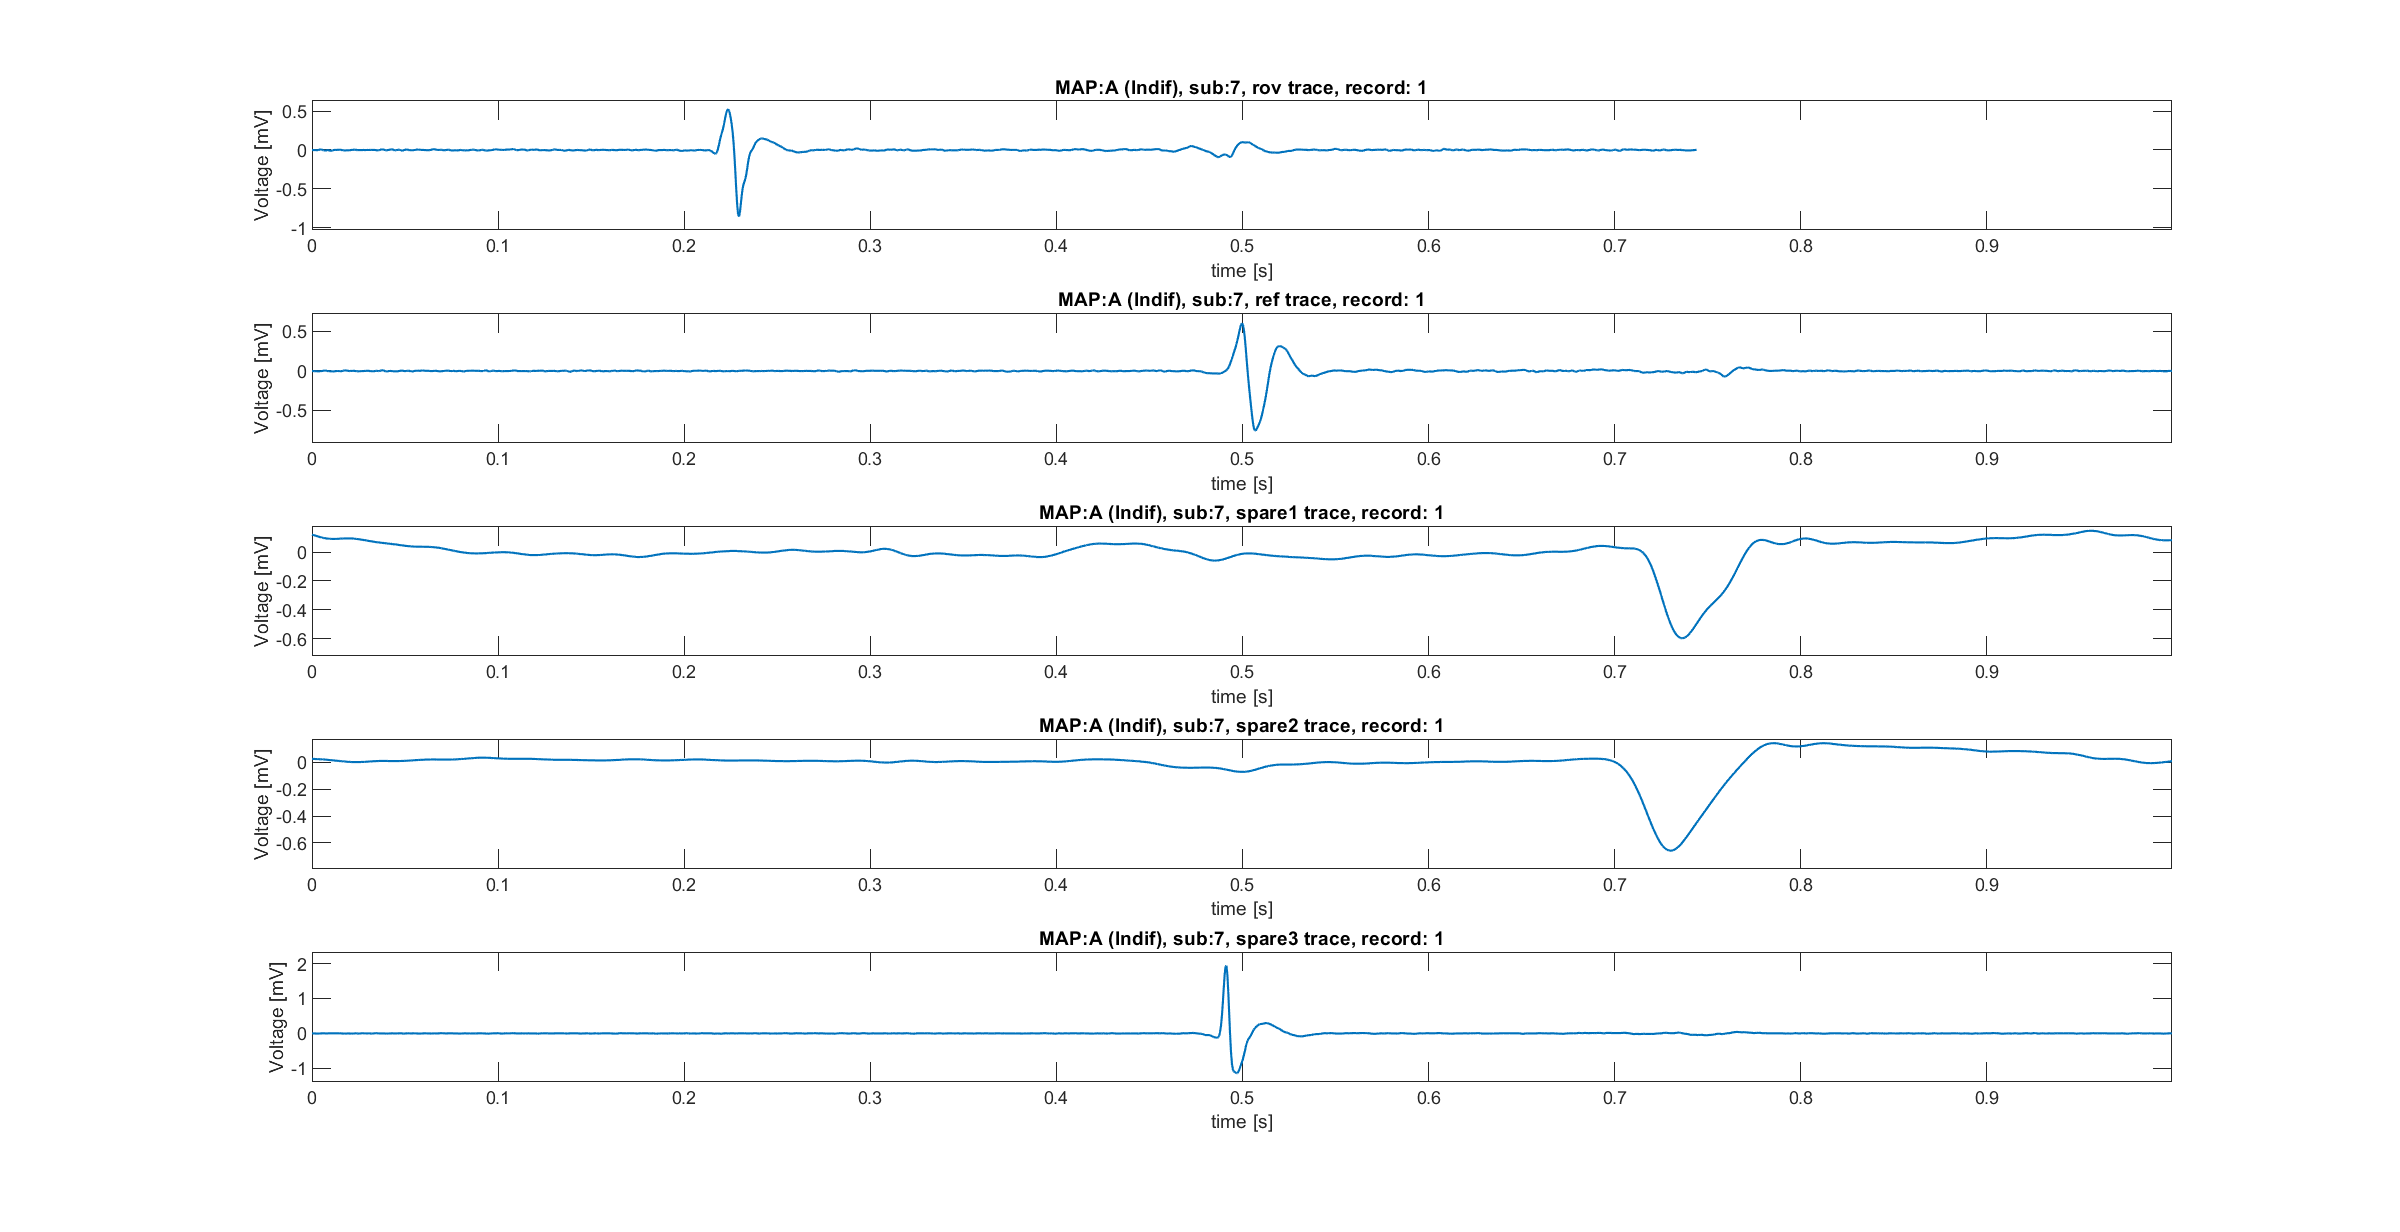 MAP:A (Indif), sub:7, rov trace, record: 1
Voltage [mV]
0.5
0
-0.5
-1
0 0.1 0.2 0.3 0.4 0.5 0.6 0.7 0.8 0.9
time [s]
MAP:A (Indif), sub:7, ref trace, record: 1
Voltage [mV]
0.5
0
-0.5
0 0.1 0.2 0.3 0.4 0.5 0.6 0.7 0.8 0.9
time [s]
MAP:A (Indif), sub:7, spare1 trace, record: 1
Voltage [mV]
0
-0.2
-0.4
-0.6
0 0.1 0.2 0.3 0.4 0.5 0.6 0.7 0.8 0.9
time [s]
MAP:A (Indif), sub:7, spare2 trace, record: 1
Voltage [mV]
0
-0.2
-0.4
-0.6
0 0.1 0.2 0.3 0.4 0.5 0.6 0.7 0.8 0.9
time [s]
MAP:A (Indif), sub:7, spare3 trace, record: 1
Voltage [mV]
2
1
0
-1
0 0.1 0.2 0.3 0.4 0.5 0.6 0.7 0.8 0.9
time [s]